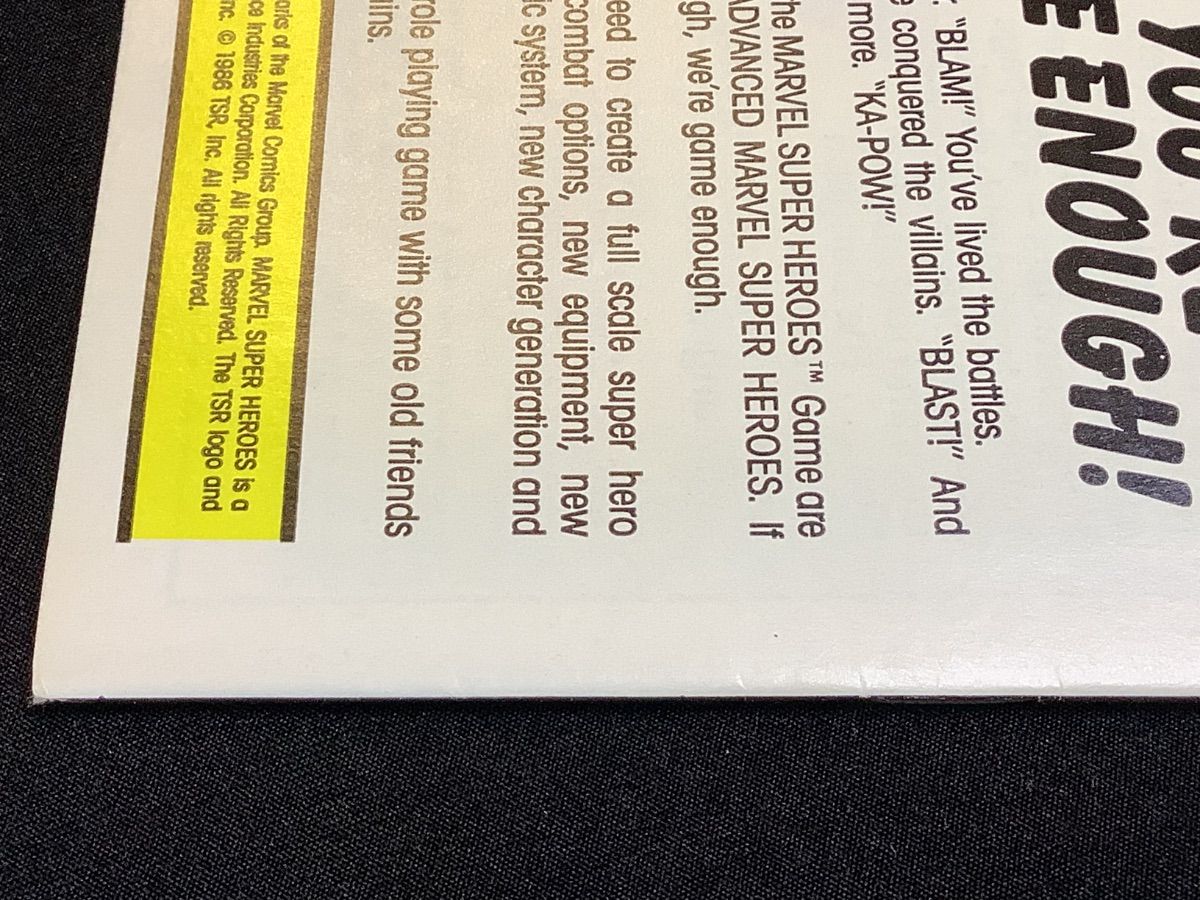 YOU'RE
E ENOUGH!
"BLAM!" You've lived the battles.
conquered the villains. "BLAST!" And
more. "KA-POW!"
the MARVEL SUPER HEROES™ Game are
ADVANCED MARVEL SUPER HEROES. If
gh, we're game enough.
eed to create a full scale super hero
combat options, new equipment, new
ic system, new character generation and
role playing game with some old friends
ins.
arks of the Marvel Comics Group. MARVEL SUPER HEROES is a
ce Industries Corporation. All Rights Reserved. The TSR logo and
nc. © 1986 TSR, Inc. All rights reserved.